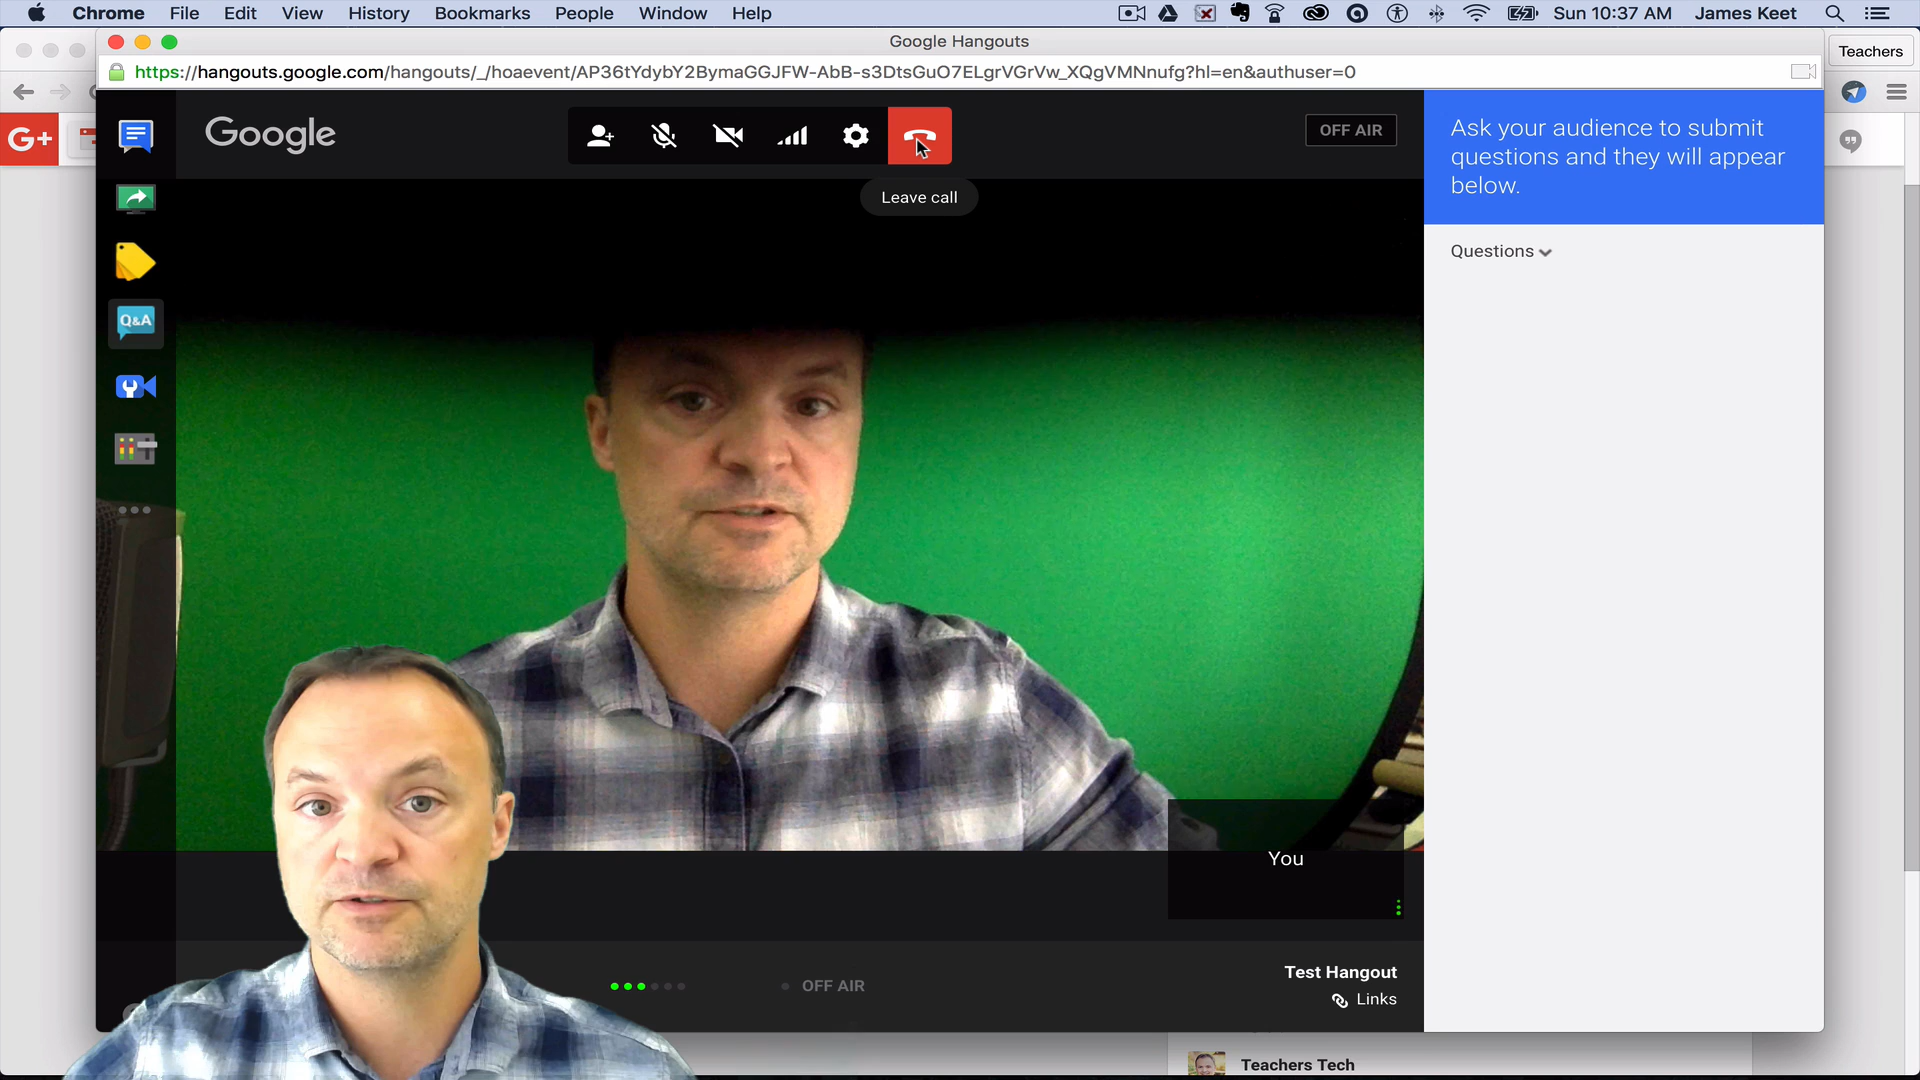 Chrome File Edit View History Bookmarks People Window Help Sun 10:37 AM James Keet
Google Hangouts
Teachers
https://hangouts.google.com/hangouts/_/hoaevent/AP36tYdybY2BymaGGJFW-AbB-s3DtsGuO7ELgrVGrVw_XQgVMNnufg?hl=en&authuser=0
G+
Google
OFF AIR
Leave call
Ask your audience to submit
questions and they will appear
below.
Questions
Q&A
You
OFF AIR
Test Hangout
Links
Teachers Tech